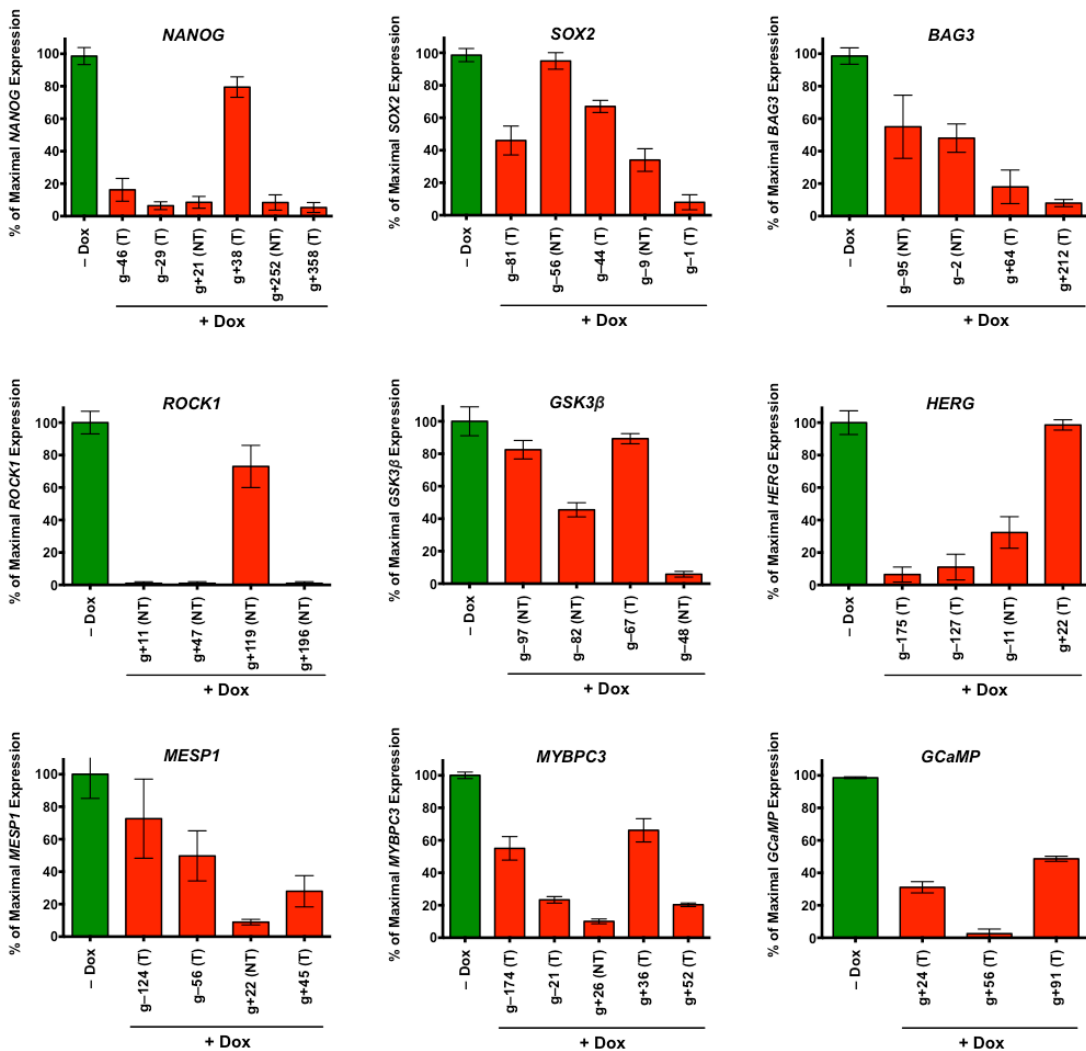 NANOG
% of Maximal NANOG Expression
100
80
60
40
20
0
– Dox
g–46 (T)
g–29 (T)
g+21 (NT)
g+38 (T)
g+252 (NT)
g+358 (T)
+ Dox
SOX2
% of Maximal SOX2 Expression
100
80
60
40
20
0
– Dox
g–81 (T)
g–56 (NT)
g–44 (T)
g–9 (NT)
g–1 (T)
+ Dox
BAG3
% of Maximal BAG3 Expression
100
80
60
40
20
0
– Dox
g–95 (NT)
g–2 (NT)
g+64 (T)
g+212 (T)
+ Dox
ROCK1
% of Maximal ROCK1 Expression
100
80
60
40
20
0
– Dox
g+11 (NT)
g+47 (NT)
g+119 (NT)
g+196 (NT)
+ Dox
GSK3β
% of Maximal GSK3β Expression
100
80
60
40
20
0
– Dox
g–97 (NT)
g–82 (NT)
g–67 (T)
g–48 (NT)
+ Dox
HERG
% of Maximal HERG Expression
100
80
60
40
20
0
– Dox
g–175 (T)
g–127 (T)
g–11 (NT)
g+22 (T)
+ Dox
MESP1
% of Maximal MESP1 Expression
100
80
60
40
20
0
– Dox
g–124 (T)
g–56 (T)
g+22 (NT)
g+45 (T)
+ Dox
MYBPC3
% of Maximal MYBPC3 Expression
100
80
60
40
20
0
– Dox
g–174 (T)
g–21 (T)
g+26 (NT)
g+36 (T)
g+52 (T)
+ Dox
GCaMP
% of Maximal GCaMP Expression
100
80
60
40
20
0
– Dox
g+24 (T)
g+56 (T)
g+91 (T)
+ Dox